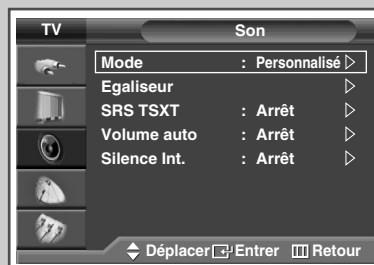 TV Son
Mode : Personnalisé
Egaliseur
SRS TSXT : Arrêt
Volume auto : Arrêt
Silence Int. : Arrêt
Déplacer Entrer Retour